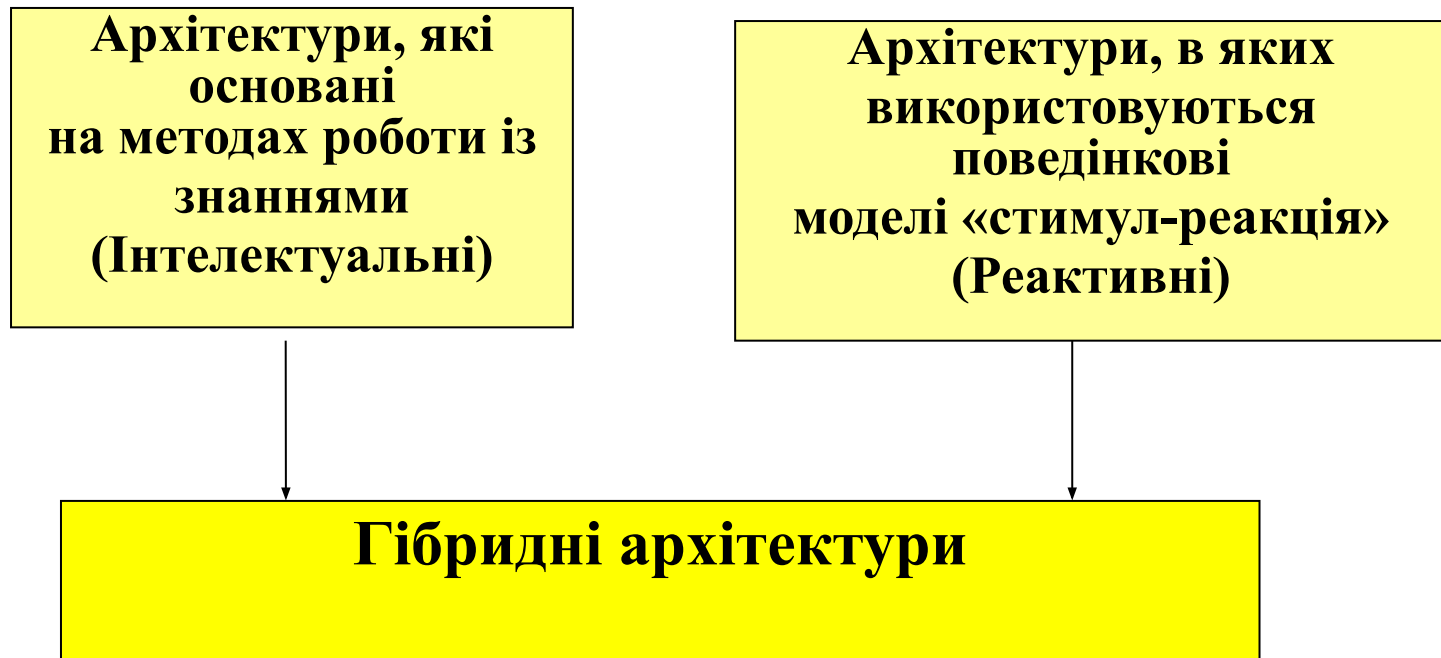 Архітектури, які
основані
на методах роботи із
знаннями
(Інтелектуальні)
Архітектури, в яких
використовуються
поведінкові
моделі «стимул-реакція»
(Реактивні)
Гібридні архітектури